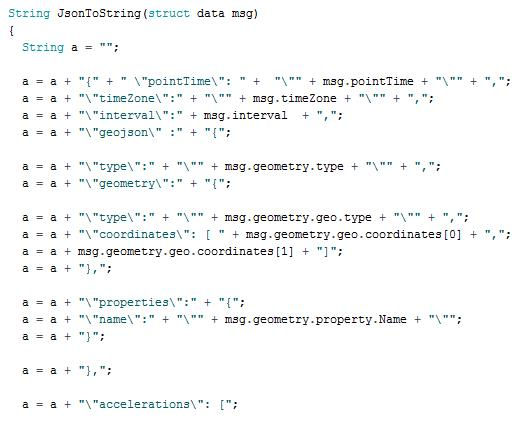 String JsonToString(struct data msg)
{
  String a = "";

  a = a + "{" + " \"pointTime\": " +  "\"" + msg.pointTime + "\"" + ",";
  a = a + "\"timeZone\":" + "\"" + msg.timeZone + "\"" + ",";
  a = a + "\"interval\":" + msg.interval  + ",";
  a = a + "\"geojson\" :" + "{";

  a = a + "\"type\":" + "\"" + msg.geometry.type + "\"" + ",";
  a = a + "\"geometry\":" + "{";

  a = a + "\"type\":" + "\"" + msg.geometry.geo.type + "\"" + ",";
  a = a + "\"coordinates\": [ " + msg.geometry.geo.coordinates[0] + ",";
  a = a + msg.geometry.geo.coordinates[1] + "]";
  a = a + "},";

  a = a + "\"properties\":" + "{";
  a = a + "\"name\":" + "\"" + msg.geometry.property.Name + "\"";
  a = a + "}";

  a = a + "},";

  a = a + "\"accelerations\": [";